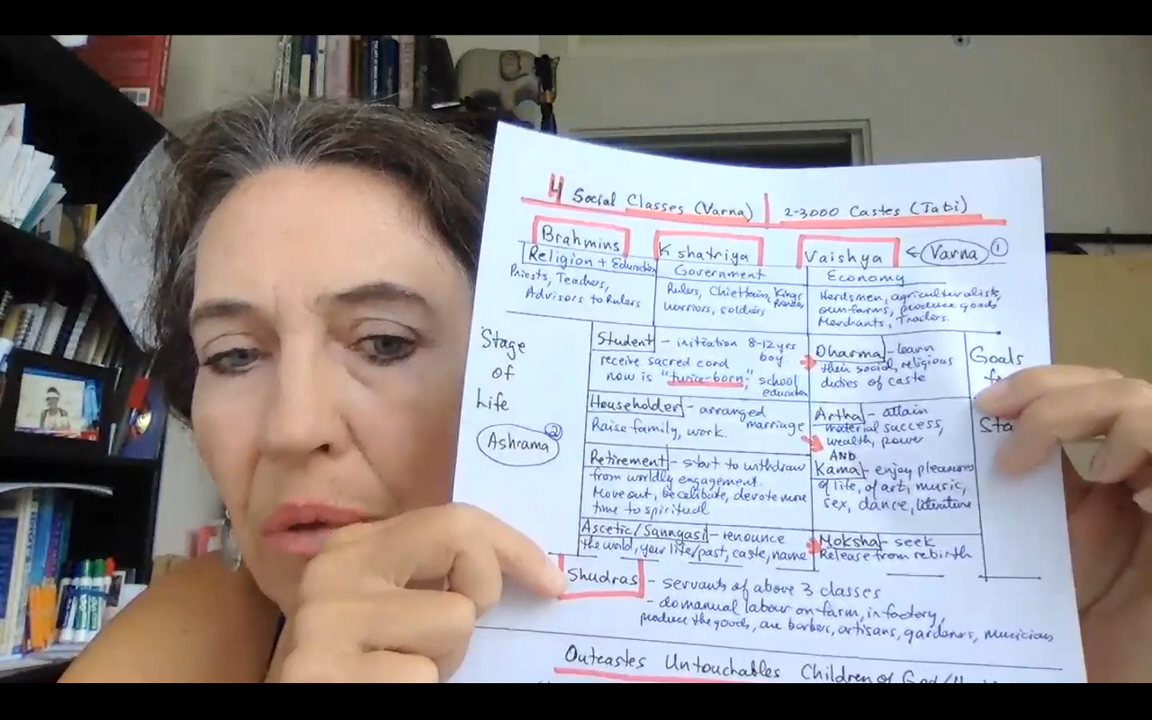 4 Social Classes (Varna) | 2-3000 Castes (Jati)
Brahmins Kshatriya Vaishya ← Varna ①
Religion + Education
Priests, Teachers,
Advisors to Rulers
Government
Rulers, Chieftain, Kings
warriors, soldiers
Economy
Herdsmen, agriculturalists,
own farms, produce goods
Merchants, Traders.
Stage
of
Life
Ashrama ②
Student - initiation 8-12 yrs
boy
receive sacred cord
now is "twice-born," school
education
Householder - arranged
marriage
Raise family, work.
Retirement - start to withdraw
from worldly engagement.
Move out, be celibate, devote more
time to spiritual
Ascetic/Sannyasi - renounce
the world, your life/past, caste, name
Dharma - learn
their social, religious
duties of caste
Artha - attain
material success,
wealth, power
AND
Kama - enjoy pleasures
of life, of art, music,
sex, dance, literature
Moksha - seek
Release from rebirth
Goals
Sta
Shudras - servants of above 3 classes
- do manual labour on farm, in factory,
produce the goods, are barbers, artisans, gardeners, musicians
Outcastes Untouchables Children of God/